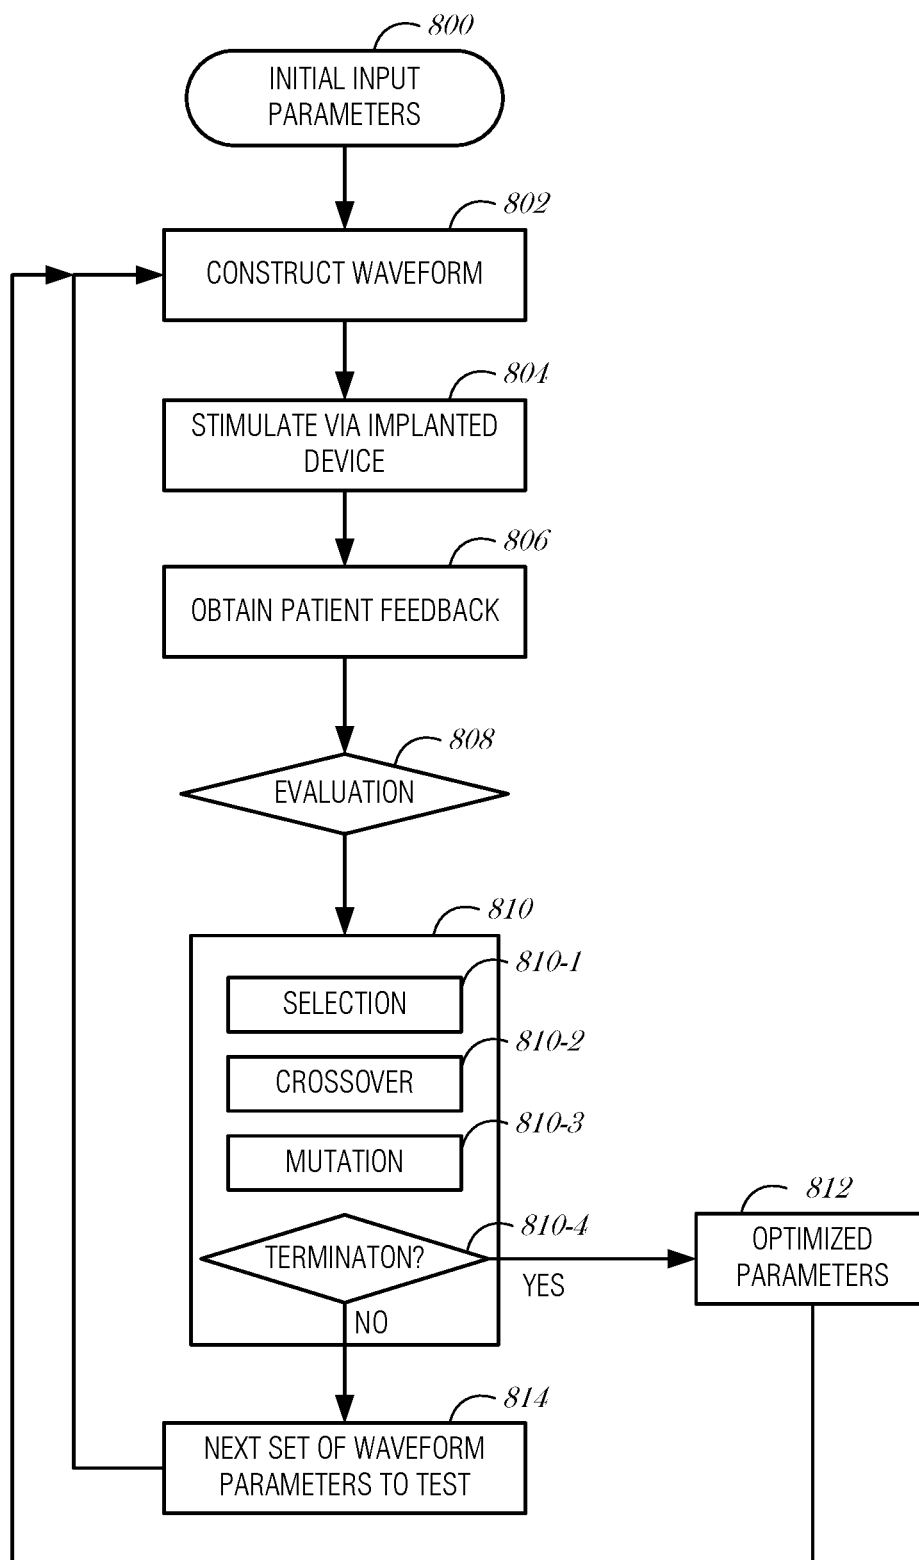 800
INITIAL INPUT
PARAMETERS
802
CONSTRUCT WAVEFORM
804
STIMULATE VIA IMPLANTED
DEVICE
806
OBTAIN PATIENT FEEDBACK
808
EVALUATION
810
810-1
SELECTION
810-2
CROSSOVER
810-3
MUTATION
810-4
TERMINATON?
YES
NO
812
OPTIMIZED
PARAMETERS
814
NEXT SET OF WAVEFORM
PARAMETERS TO TEST